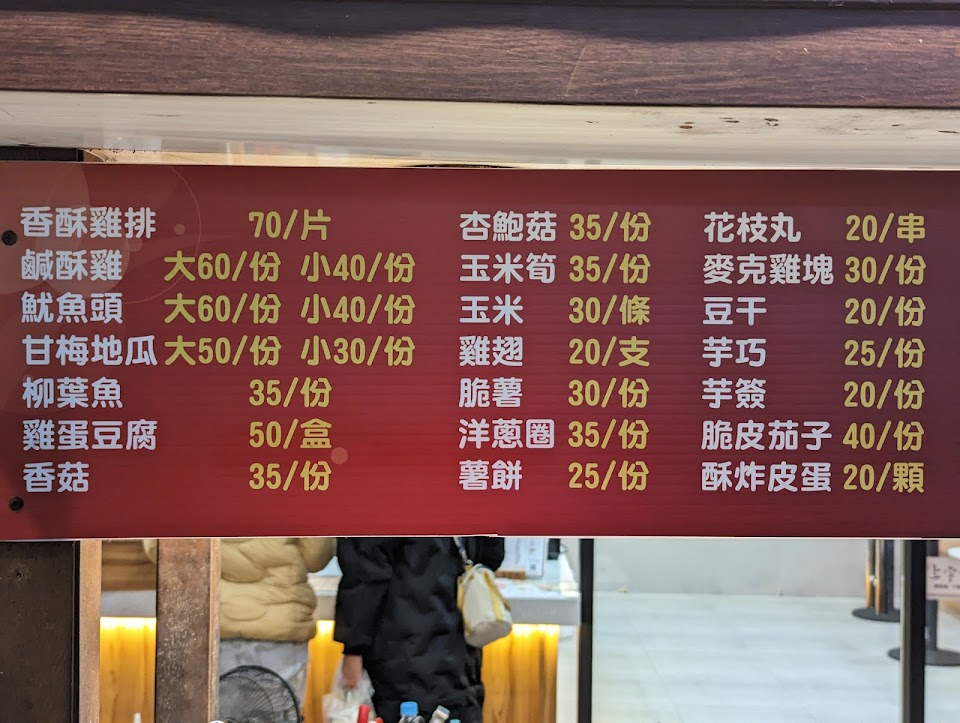 香酥雞排 70/片
鹹酥雞 大60/份 小40/份
魷魚頭 大60/份 小40/份
甘梅地瓜 大50/份 小30/份
柳葉魚 35/份
雞蛋豆腐 50/盒
香菇 35/份
杏鮑菇 35/份
玉米筍 35/份
玉米 30/條
雞翅 20/支
脆薯 30/份
洋蔥圈 35/份
薯餅 25/份
花枝丸 20/串
麥克雞塊 30/份
豆干 20/份
芋巧 25/份
芋簽 20/份
脆皮茄子 40/份
酥炸皮蛋 20/顆